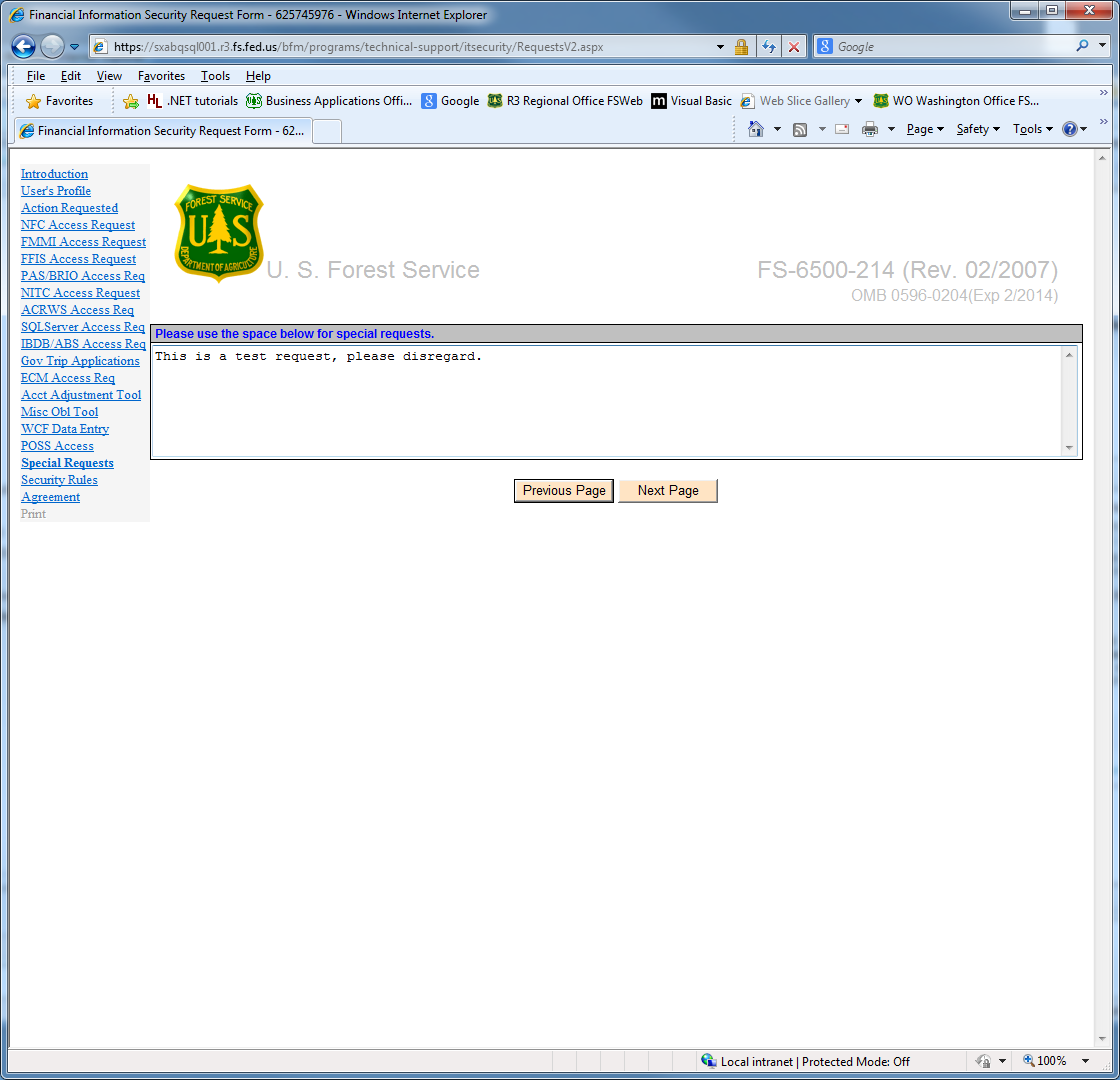 Financial Information Security Request Form - 625745976 - Windows Internet Explorer
https://sxabqsql001.r3.fs.fed.us/bfm/programs/technical-support/itsecurity/RequestsV2.aspx
Google
File Edit View Favorites Tools Help
Favorites HL .NET tutorials Business Applications Offi... Google R3 Regional Office FSWeb m Visual Basic Web Slice Gallery WO Washington Office FS...
Financial Information Security Request Form - 62...
Page Safety Tools
Introduction
User's Profile
Action Requested
NFC Access Request
FMMI Access Request
FFIS Access Request
PAS/BRIO Access Req
NITC Access Request
ACRWS Access Req
SQLServer Access Req
IBDB/ABS Access Req
Gov Trip Applications
ECM Access Req
Acct Adjustment Tool
Misc Obl Tool
WCF Data Entry
POSS Access
Special Requests
Security Rules
Agreement
Print
FOREST SERVICE
U S
DEPARTMENT OF AGRICULTURE
U. S. Forest Service
FS-6500-214 (Rev. 02/2007)
OMB 0596-0204(Exp 2/2014)
Please use the space below for special requests.
This is a test request, please disregard.
Previous Page Next Page
Local intranet | Protected Mode: Off
100%